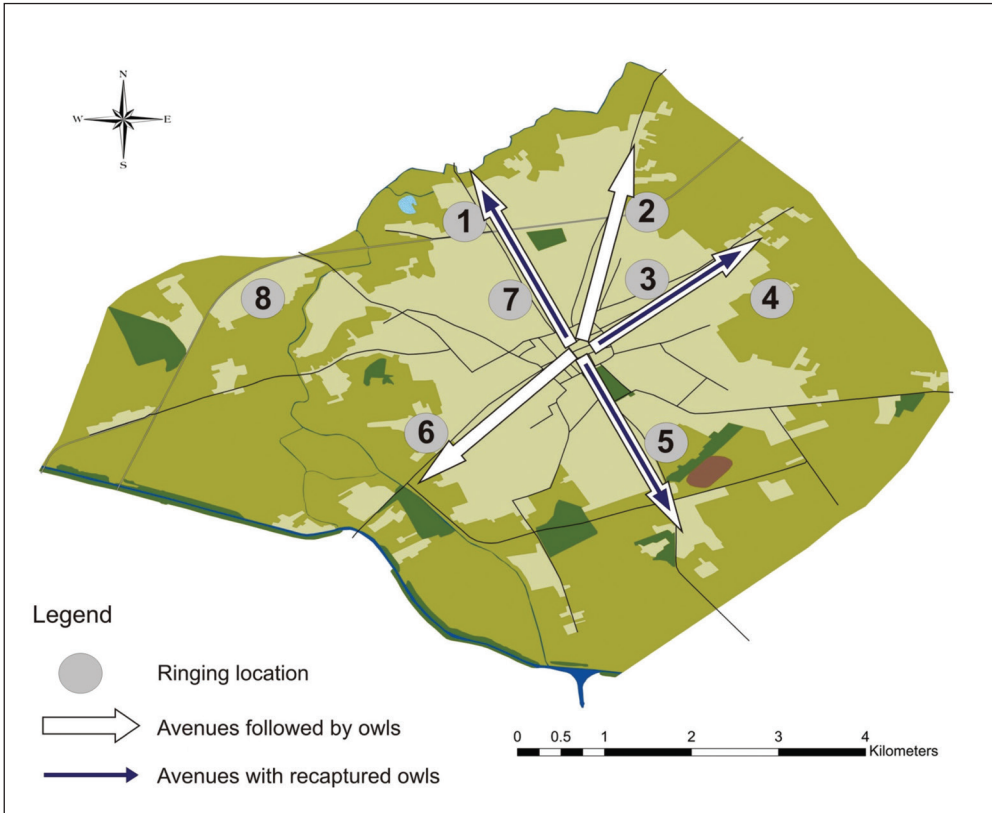 N
W E
S
1
2
3
4
7
8
6
5
Legend
Ringing location
Avenues followed by owls
Avenues with recaptured owls
0 0.5 1 2 3 4
Kilometers